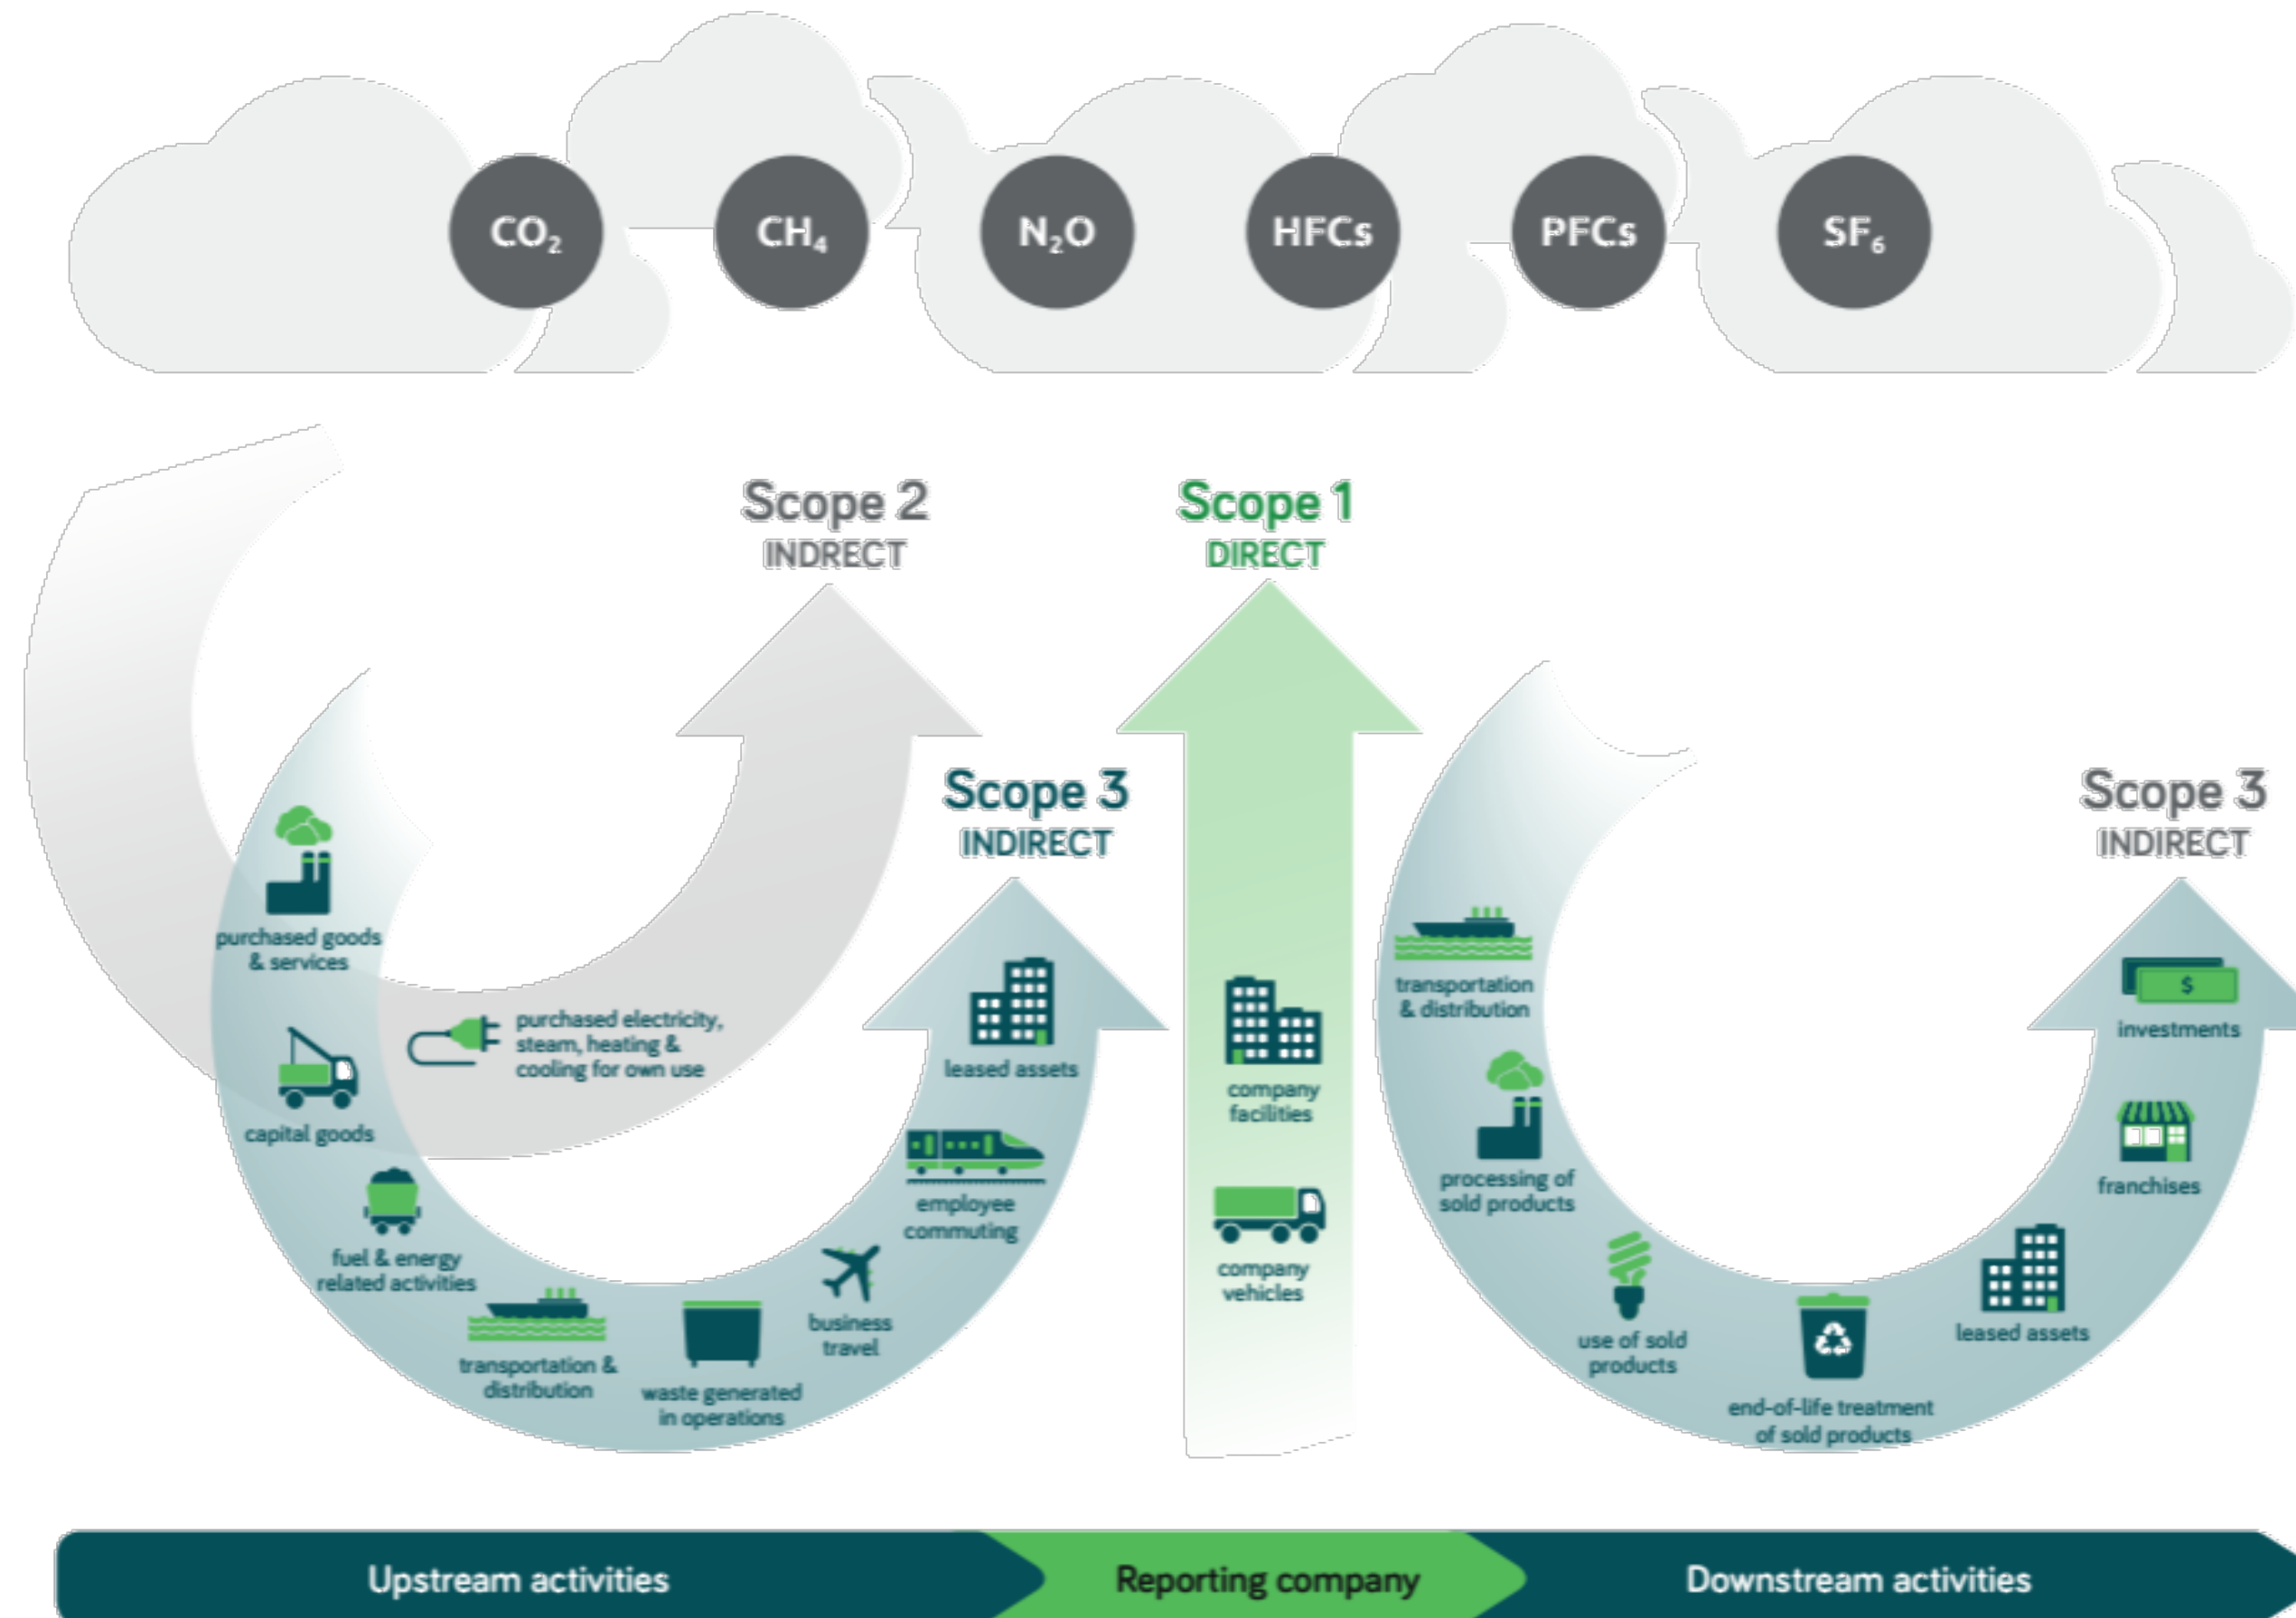 CO₂
CH₄
N₂O
HFCs
PFCs
SF₆
Scope 2
INDRECT
Scope 1
DIRECT
Scope 3
INDIRECT
Scope 3
INDIRECT
purchased goods
& services
purchased electricity,
steam, heating &
cooling for own use
capital goods
fuel & energy
related activities
transportation &
distribution
waste generated
in operations
business
travel
employee
commuting
leased assets
company
facilities
company
vehicles
transportation
& distribution
processing of
sold products
use of sold
products
end-of-life treatment
of sold products
leased assets
franchises
$
investments
Upstream activities
Reporting company
Downstream activities